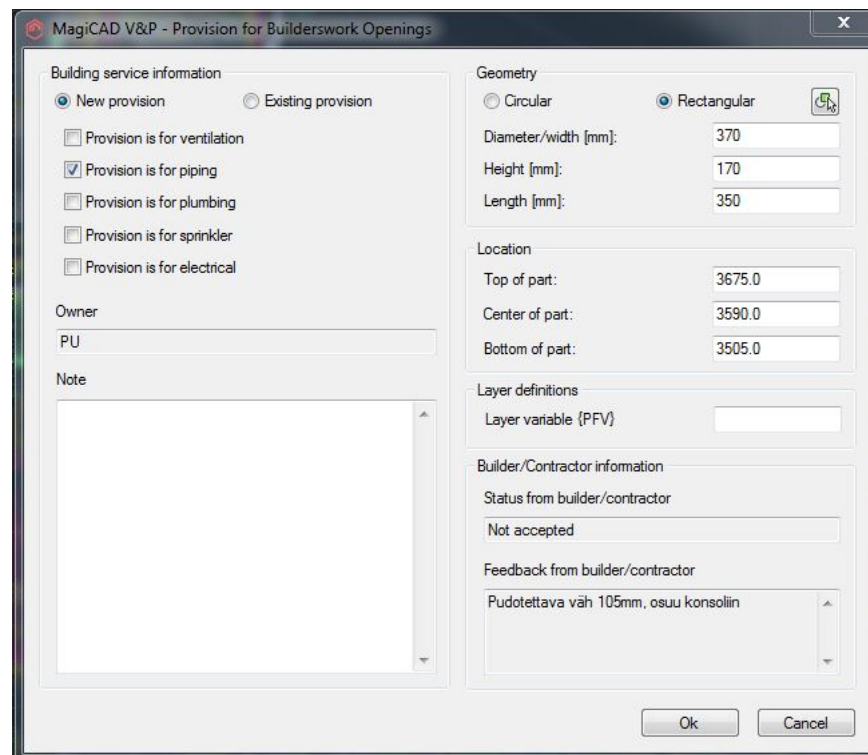 MagiCAD V&P - Provision for Builderswork Openings
X
Building service information
New provision
Existing provision
Provision is for ventilation
Provision is for piping
Provision is for plumbing
Provision is for sprinkler
Provision is for electrical
Owner
PU
Note
Geometry
Circular
Rectangular
Diameter/width [mm]: 370
Height [mm]: 170
Length [mm]: 350
Location
Top of part: 3675.0
Center of part: 3590.0
Bottom of part: 3505.0
Layer definitions
Layer variable {PFV}
Builder/Contractor information
Status from builder/contractor
Not accepted
Feedback from builder/contractor
Pudotettava väh 105mm, osuu konsoliin
Ok
Cancel